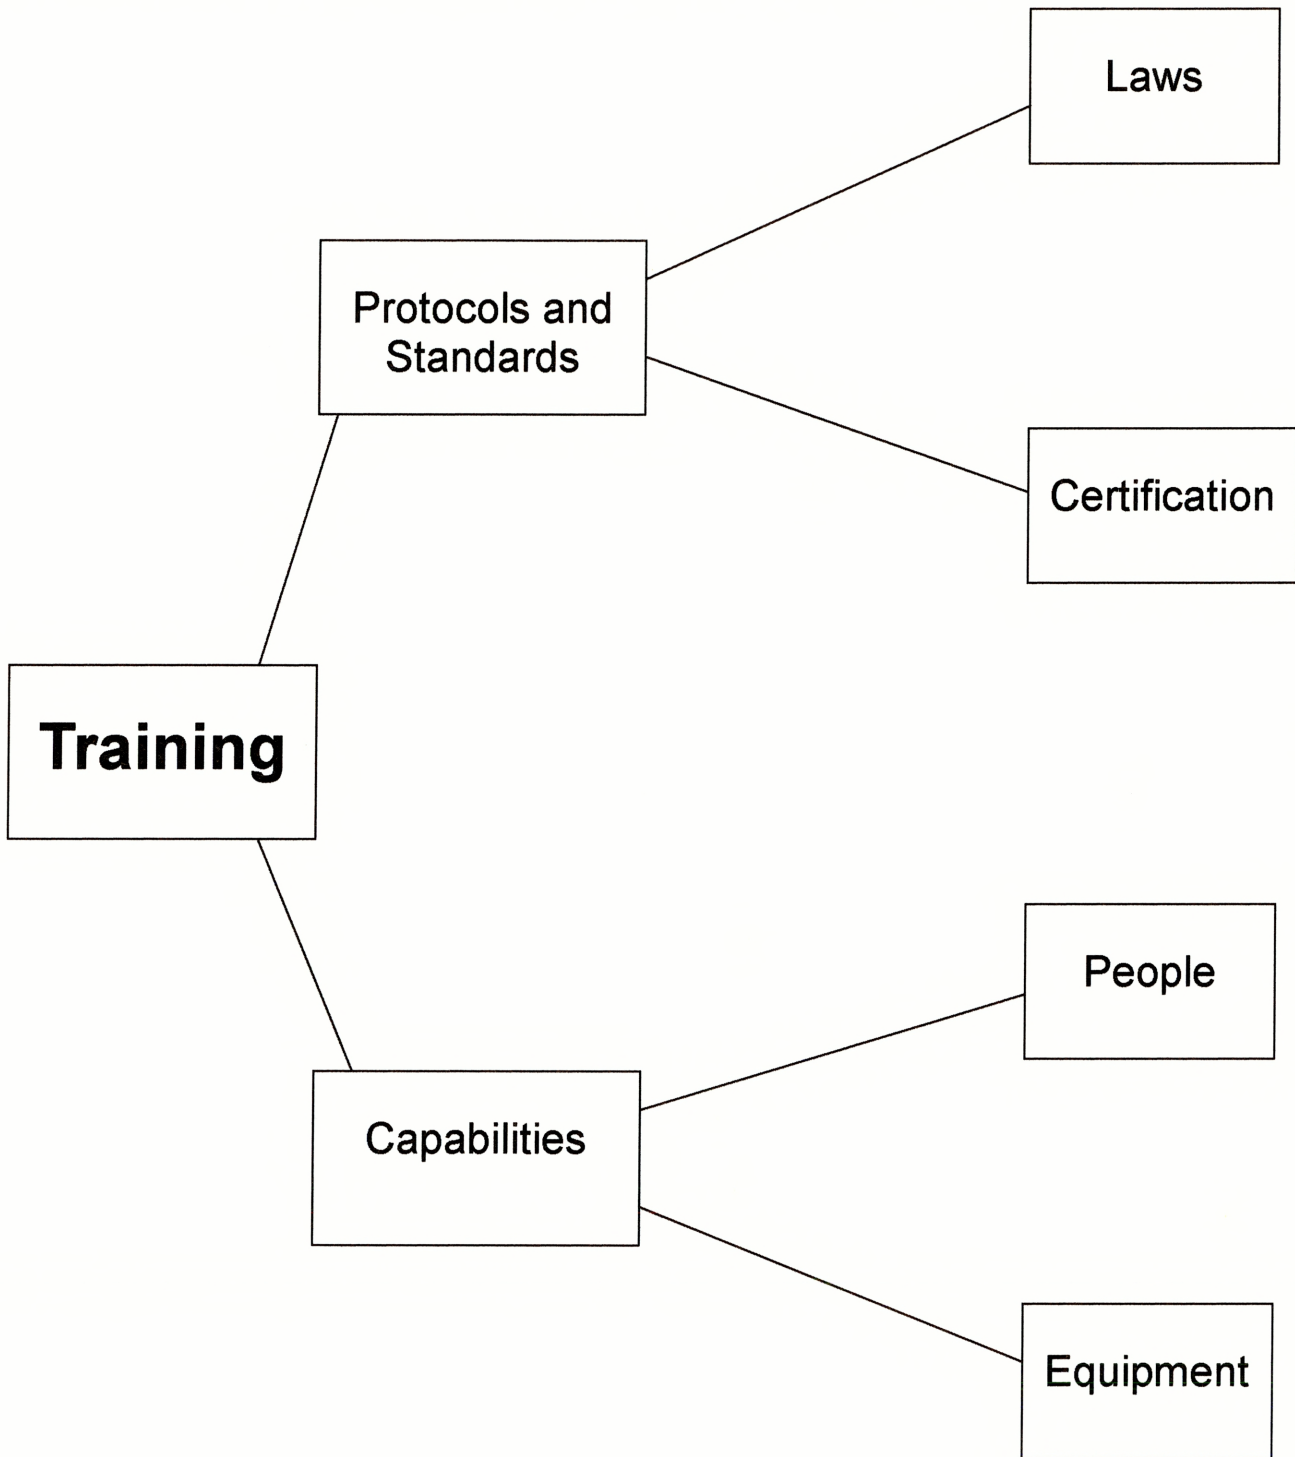 Laws
Protocols and
Standards
Certification
Training
People
Capabilities
Equipment